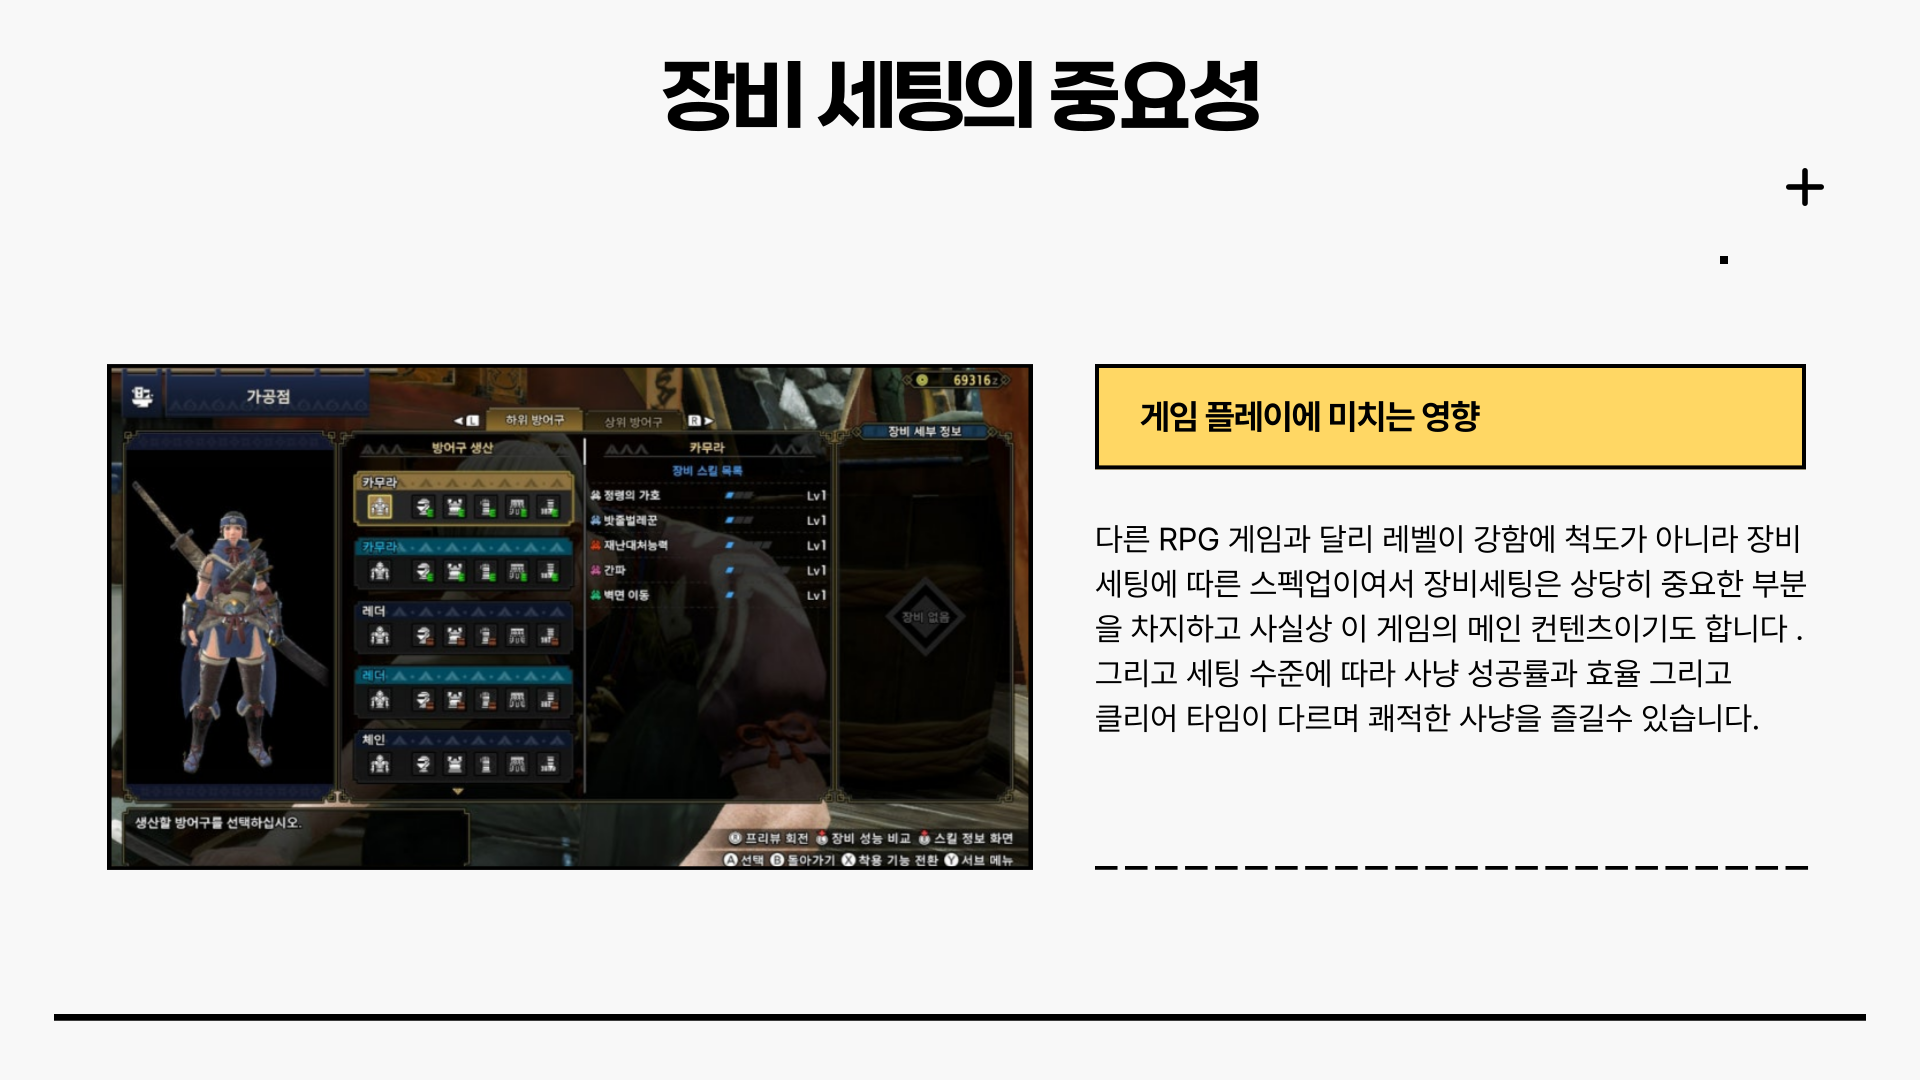 장비 세팅의 중요성
가공점
69316z
L 하위 방어구 상위 방어구 R
장비 세부 정보
방어구 생산
카무라
카무라
레더
레더
체인
카무라
장비 스킬 목록
정령의 가호 Lv1
밧줄벌레꾼 Lv1
재난대처능력 Lv1
간파 Lv1
벽면 이동 Lv1
장비 없음
생산할 방어구를 선택하십시오.
프리뷰 회전 장비 성능 비교 스킬 정보 화면
A 선택 B 돌아가기 X 착용 기능 전환 Y 서브 메뉴
게임 플레이에 미치는 영향
다른 RPG 게임과 달리 레벨이 강함에 척도가 아니라 장비
세팅에 따른 스펙업이여서 장비세팅은 상당히 중요한 부분
을 차지하고 사실상 이 게임의 메인 컨텐츠이기도 합니다 .
그리고 세팅 수준에 따라 사냥 성공률과 효율 그리고
클리어 타임이 다르며 쾌적한 사냥을 즐길수 있습니다.